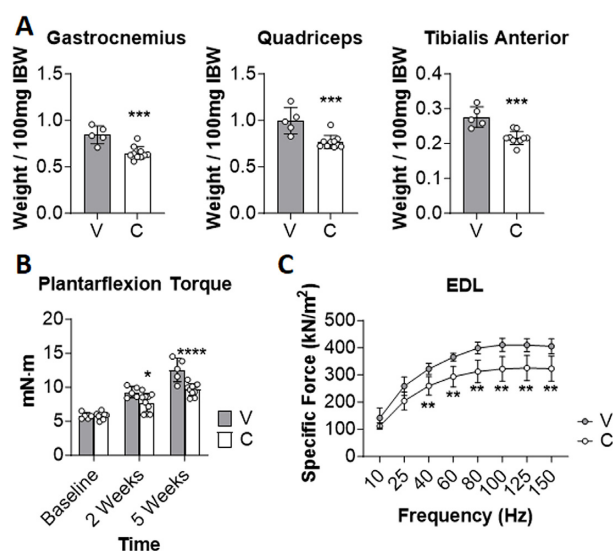 A
Gastrocnemius
Weight / 100mg IBW
1.5
1.0
0.5
0.0
***
V
C
Quadriceps
Weight / 100mg IBW
1.5
1.0
0.5
0.0
***
V
C
Tibialis Anterior
Weight / 100mg IBW
0.4
0.3
0.2
0.1
0.0
***
V
C
B
Plantarflexion Torque
mN·m
20
15
10
5
*
****
Baseline
2 Weeks
5 Weeks
Time
V
C
C
EDL
Specific Force (kN/m²)
500
400
300
200
100
0
** ** ** ** ** **
10 25 40 60 80 100 125 150
Frequency (Hz)
V
C